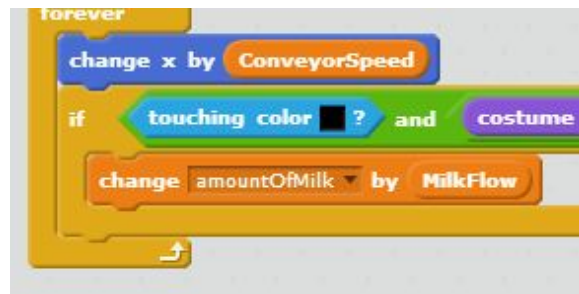 forever
change x by ConveyorSpeed
if touching color ? and costume
change amountOfMilk by MilkFlow